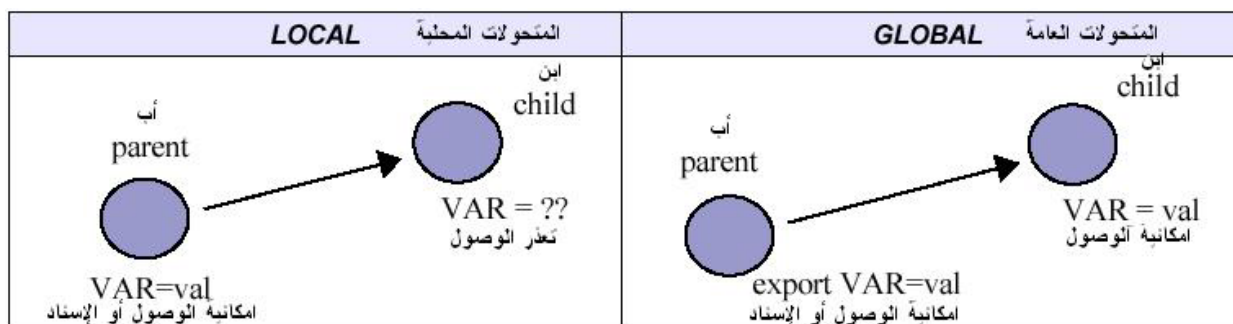 LOCAL المتحولات المحلية
أب
parent
ابن
child
VAR = ??
تعذر الوصول
VAR=val
امكانية الوصول أو الإسناد
GLOBAL المتحولات العامة
أب
parent
ابن
child
VAR = val
امكانية الوصول
export VAR=val
امكانية الوصول أو الإسناد